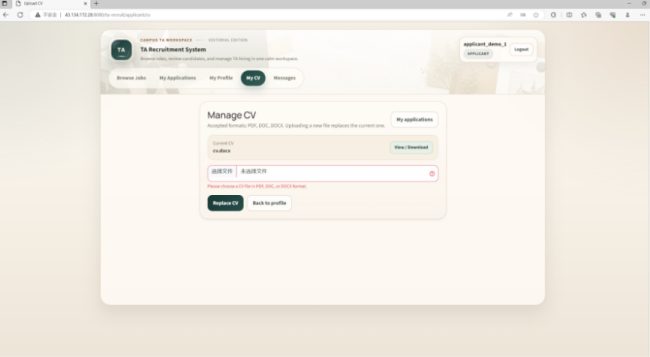 Upload CV
不安全 43.134.172.28:8080/ta-recruit/applicant/cv
CAMPUS TA WORKSPACE EDITORIAL EDITION
TA
TA Recruitment System
Browse roles, review candidates, and manage TA hiring in one calm workspace.
applicant_demo_1
APPLICANT
Logout
Browse Jobs My Applications My Profile My CV Messages
Manage CV
Accepted formats: PDF, DOC, DOCX. Uploading a new file replaces the current one.
My applications
Current CV
cv.docx
View / Download
选择文件 未选择文件
Please choose a CV file in PDF, DOC, or DOCX format.
Replace CV Back to profile